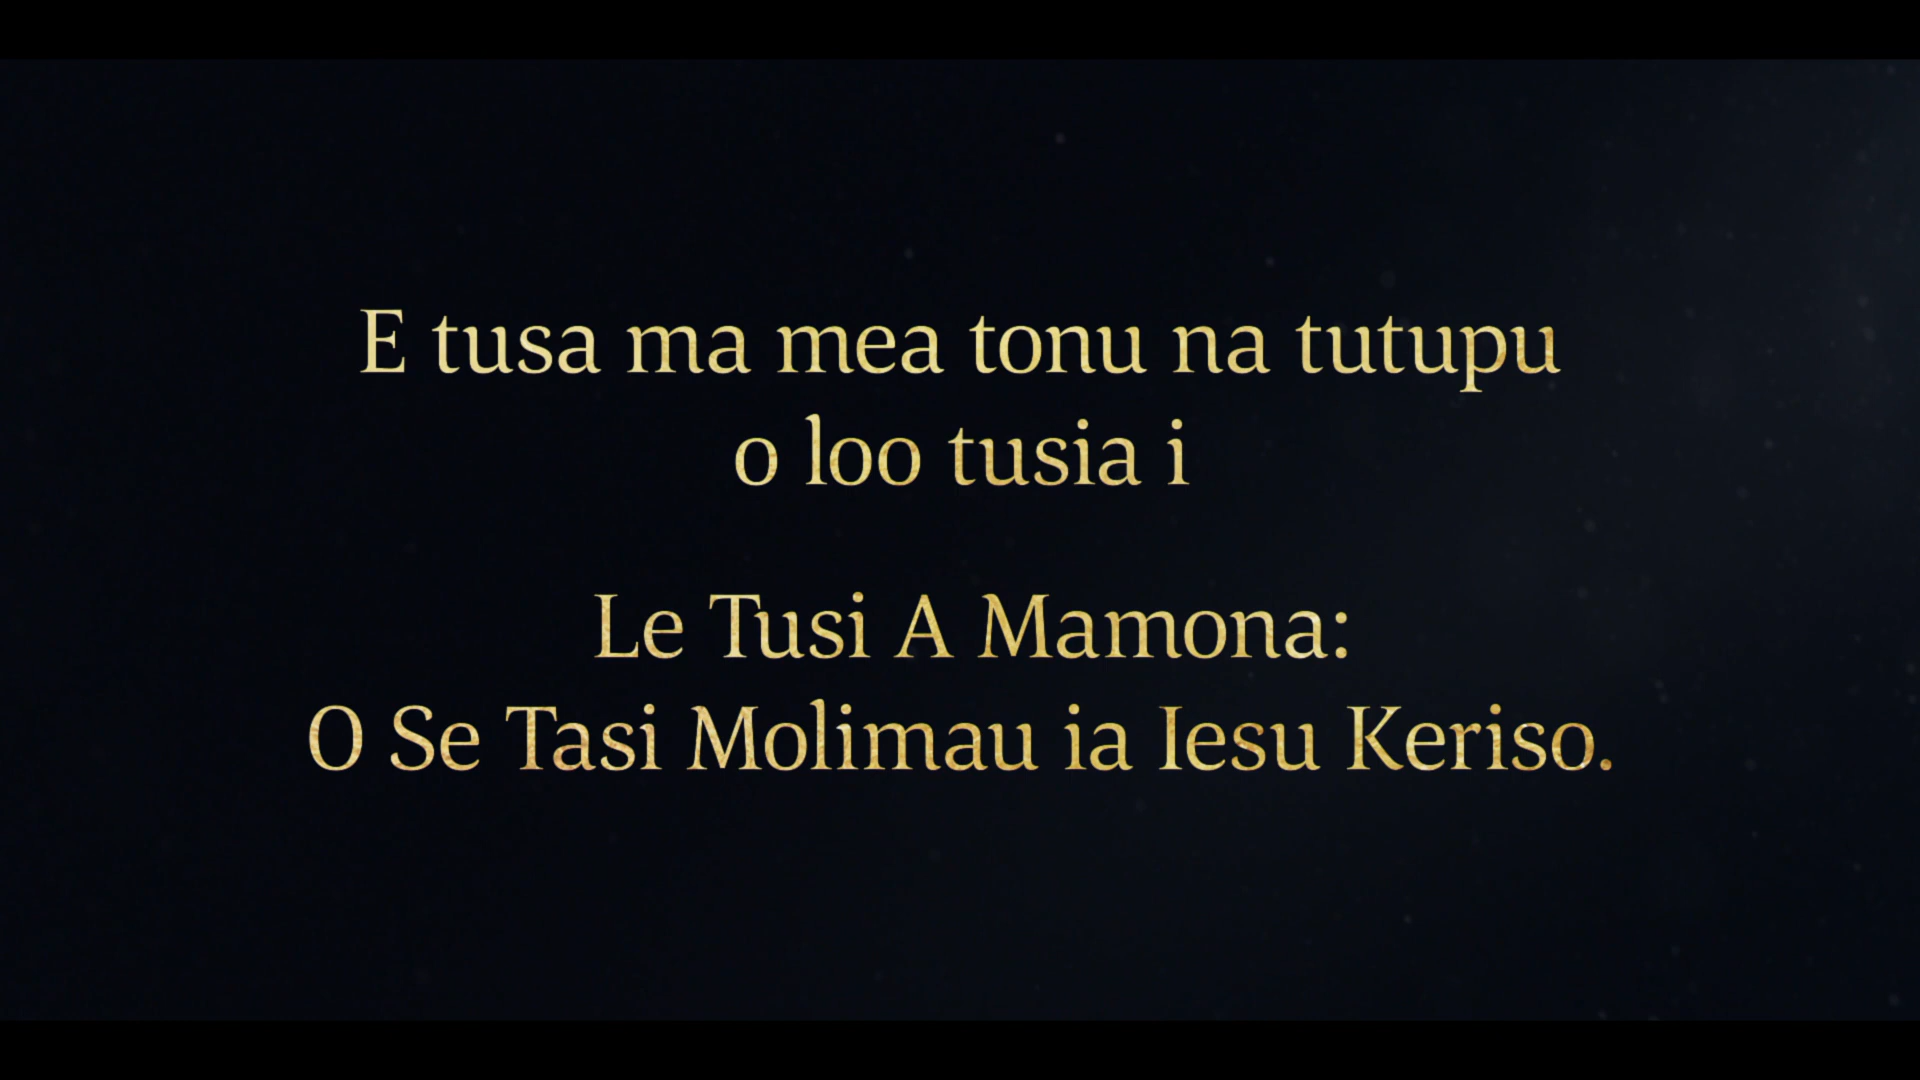 E tusa ma mea tonu na tutupu
o loo tusia i
Le Tusi A Mamona:
O Se Tasi Molimau ia Iesu Keriso.